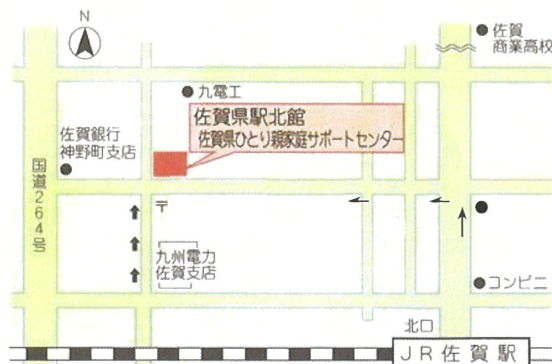 N
佐賀
商業高校
九電工
佐賀県駅北館
佐賀県ひとり親家庭サポートセンター
佐賀銀行
神野町支店
国道264号
〒
九州電力
佐賀支店
コンビニ
北口
JR佐賀駅